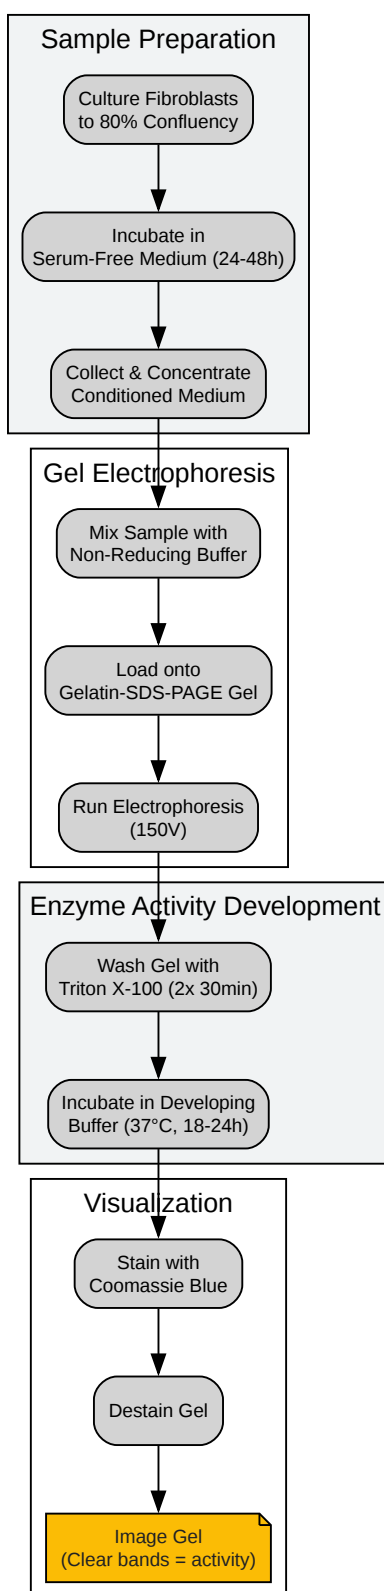 Sample Preparation
Culture Fibroblasts
to 80% Confluency
Incubate in
Serum-Free Medium (24-48h)
Collect & Concentrate
Conditioned Medium
Gel Electrophoresis
Mix Sample with
Non-Reducing Buffer
Load onto
Gelatin-SDS-PAGE Gel
Run Electrophoresis
(150V)
Enzyme Activity Development
Wash Gel with
Triton X-100 (2x 30min)
Incubate in Developing
Buffer (37°C, 18-24h)
Visualization
Stain with
Coomassie Blue
Destain Gel
Image Gel
(Clear bands = activity)